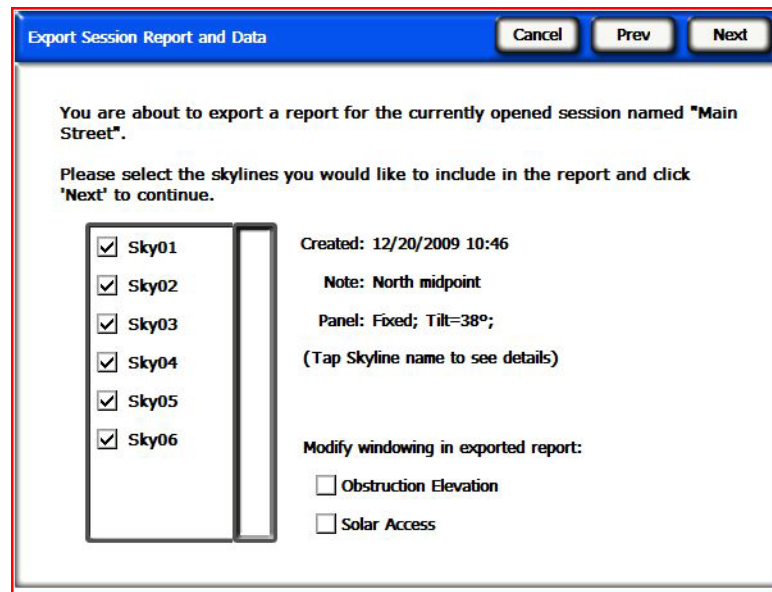 Export Session Report and Data
Cancel
Prev
Next
You are about to export a report for the currently opened session named "Main
Street".
Please select the skylines you would like to include in the report and click
'Next' to continue.
Sky01
Sky02
Sky03
Sky04
Sky05
Sky06
Created: 12/20/2009 10:46
Note: North midpoint
Panel: Fixed; Tilt=38º;
(Tap Skyline name to see details)
Modify windowing in exported report:
Obstruction Elevation
Solar Access